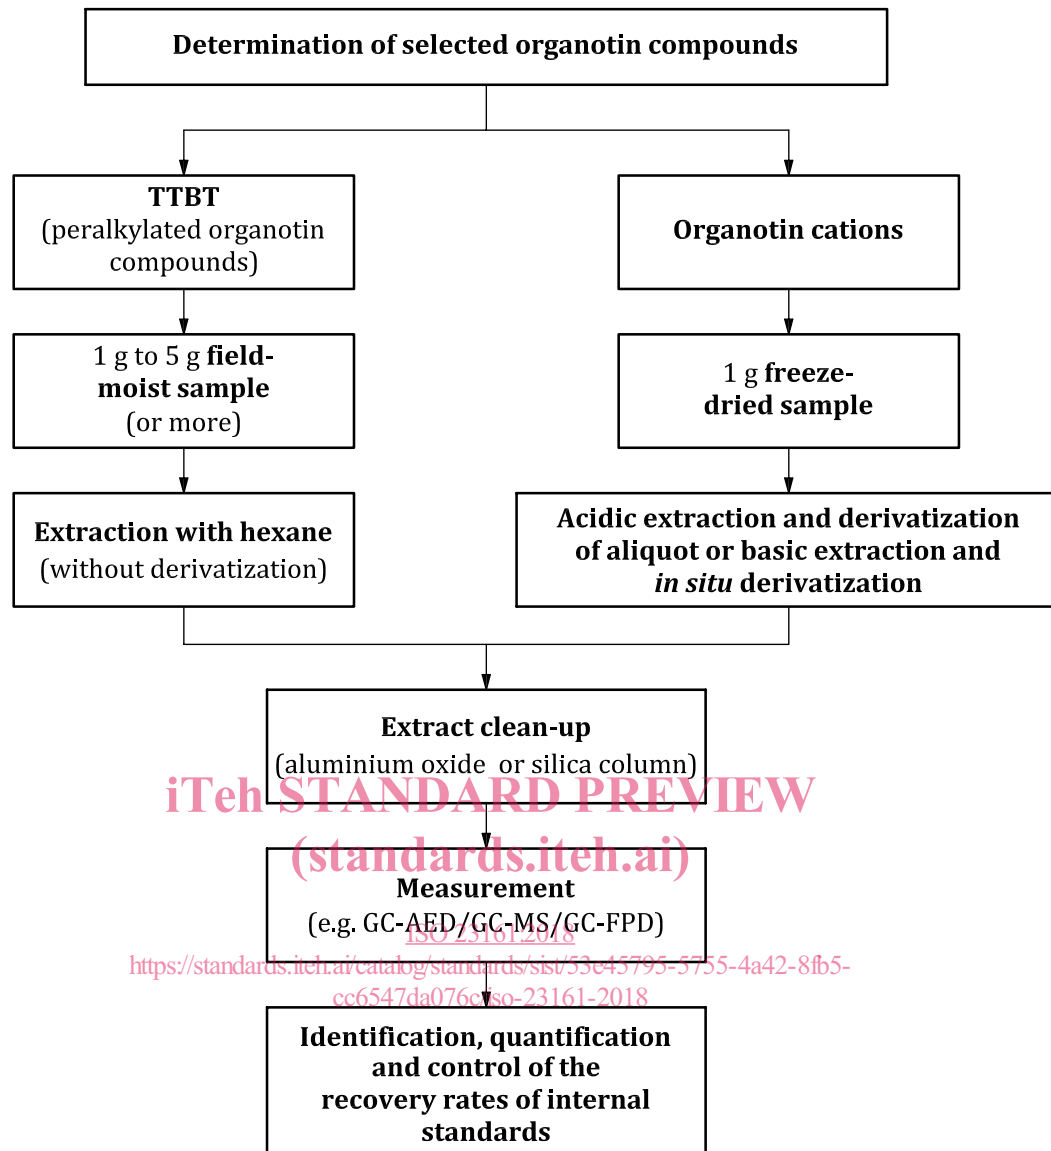 Determination of selected organotin compounds
TTBT
(peralkylated organotin
compounds)
Organotin cations
1 g to 5 g field-
moist sample
(or more)
1 g freeze-
dried sample
Extraction with hexane
(without derivatization)
Acidic extraction and derivatization
of aliquot or basic extraction and
in situ derivatization
Extract clean-up
(aluminium oxide or silica column)
iTeh STANDARD PREVIEW
(standards.iteh.ai)
Measurement
(e.g. GC-AED/GC-MS/GC-FPD)
ISO 23161:2018
https://standards.iteh.ai/catalog/standards/sist/53e45795-5755-4a42-8fb5-
cc6547da076c/iso-23161-2018
Identification, quantification
and control of the
recovery rates of internal
standards